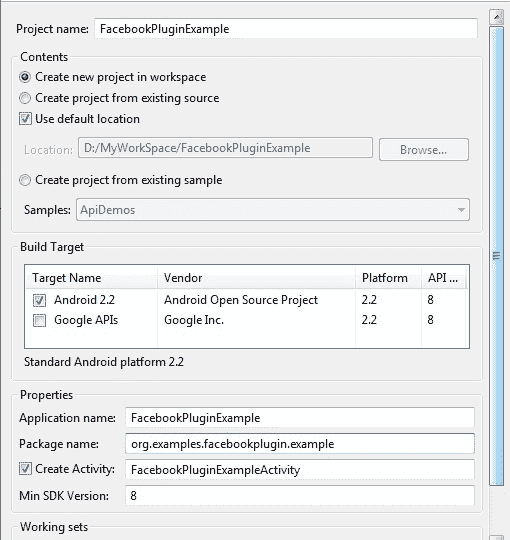 Project name: FacebookPluginExample
Contents
Create new project in workspace
Create project from existing source
Use default location
Location: D:/MyWorkSpace/FacebookPluginExample Browse...
Create project from existing sample
Samples: ApiDemos
Build Target
Target Name Vendor Platform API ...
Android 2.2 Android Open Source Project 2.2 8
Google APIs Google Inc. 2.2 8
Standard Android platform 2.2
Properties
Application name: FacebookPluginExample
Package name: org.examples.facebookplugin.example
Create Activity: FacebookPluginExampleActivity
Min SDK Version: 8
Working sets